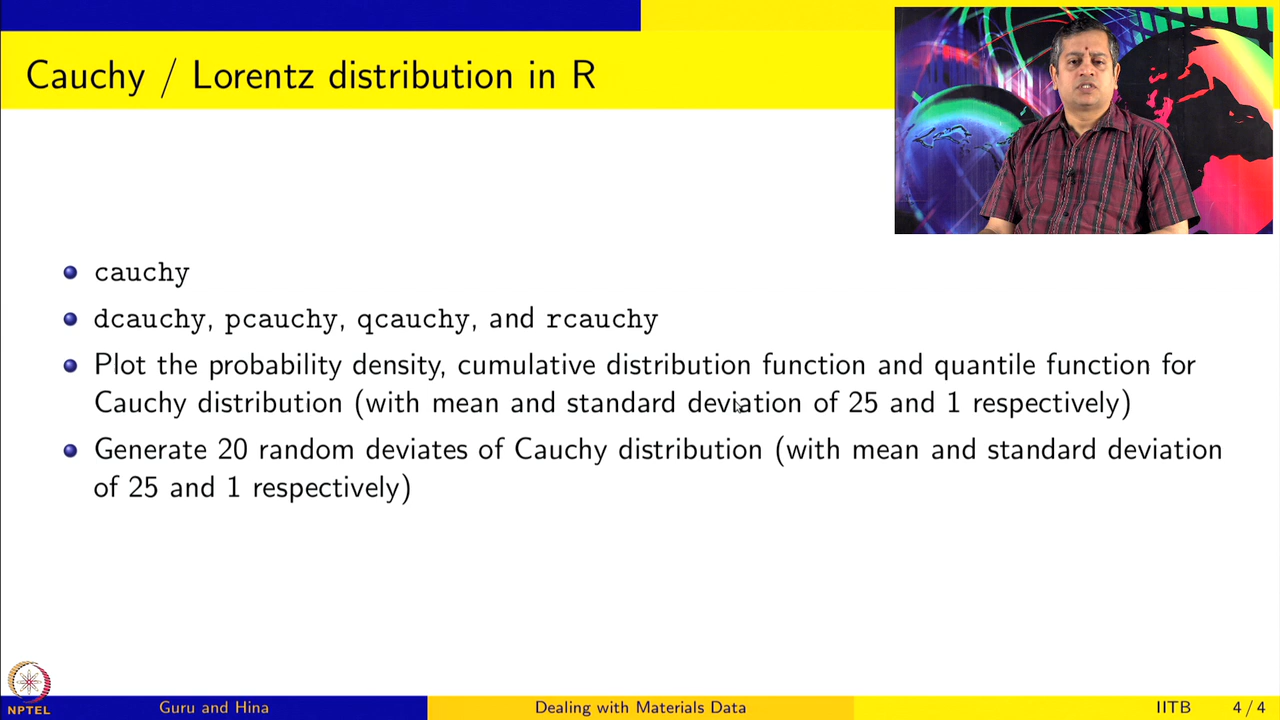 Cauchy / Lorentz distribution in R
cauchy
dcauchy, pcauchy, qcauchy, and rcauchy
Plot the probability density, cumulative distribution function and quantile function for
Cauchy distribution (with mean and standard deviation of 25 and 1 respectively)
Generate 20 random deviates of Cauchy distribution (with mean and standard deviation
of 25 and 1 respectively)
NPTEL
Guru and Hina
Dealing with Materials Data
IITB
4 / 4